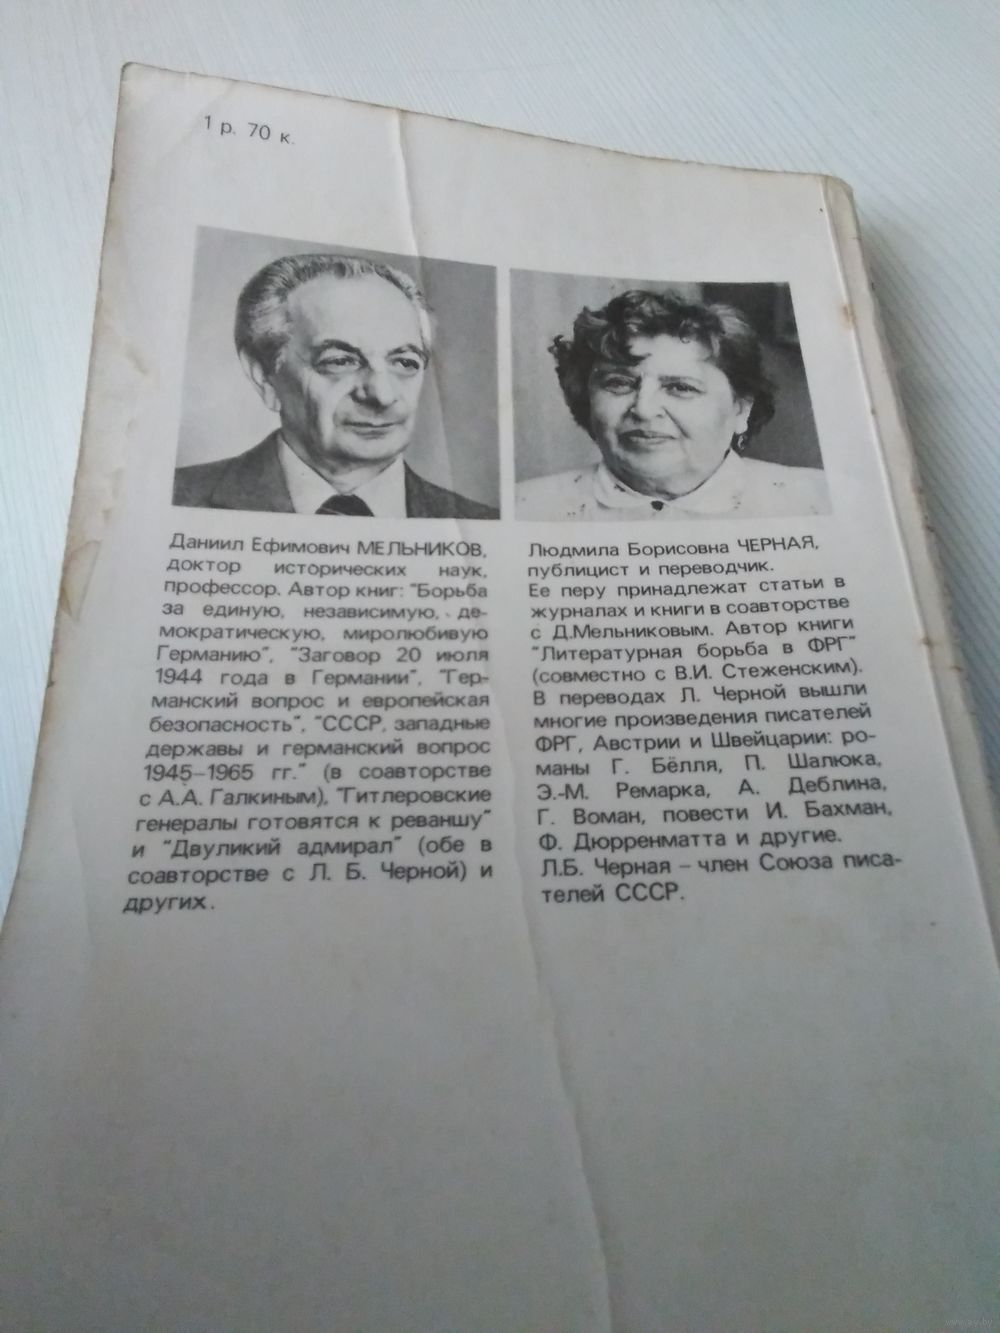 1 р. 70 к.
Даниил Ефимович МЕЛЬНИКОВ,
доктор исторических наук,
профессор. Автор книг: "Борьба
за единую, независимую, де-
мократическую, миролюбивую
Германию", "Заговор 20 июля
1944 года в Германии", "Гер-
манский вопрос и европейская
безопасность", "СССР, западные
державы и германский вопрос
1945–1965 гг." (в соавторстве
с А.А. Галкиным), "Гитлеровские
генералы готовятся к реваншу"
и "Двуликий адмирал" (обе в
соавторстве с Л. Б. Черной) и
других.
Людмила Борисовна ЧЕРНАЯ,
публицист и переводчик.
Ее перу принадлежат статьи в
журналах и книги в соавторстве
с Д.Мельниковым. Автор книги
"Литературная борьба в ФРГ"
(совместно с В.И. Стеженским).
В переводах Л. Черной вышли
многие произведения писателей
ФРГ, Австрии и Швейцарии: ро-
маны Г. Бёлля, П. Шалюка,
Э.-М. Ремарка, А. Деблина,
Г. Воман, повести И. Бахман,
Ф. Дюрренматта и другие.
Л.Б. Черная – член Союза писа-
телей СССР.
www.ay.by